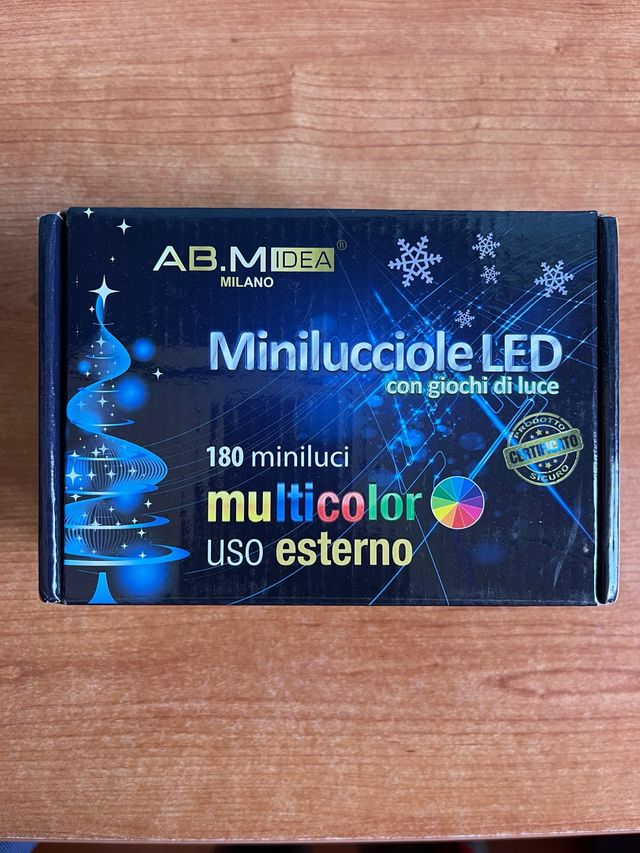 AB.M IDEA®
MILANO
Minilucciole LED
con giochi di luce
PRODOTTO
CERTIFICATO
SICURO
180 miniluci
multicolor
uso esterno